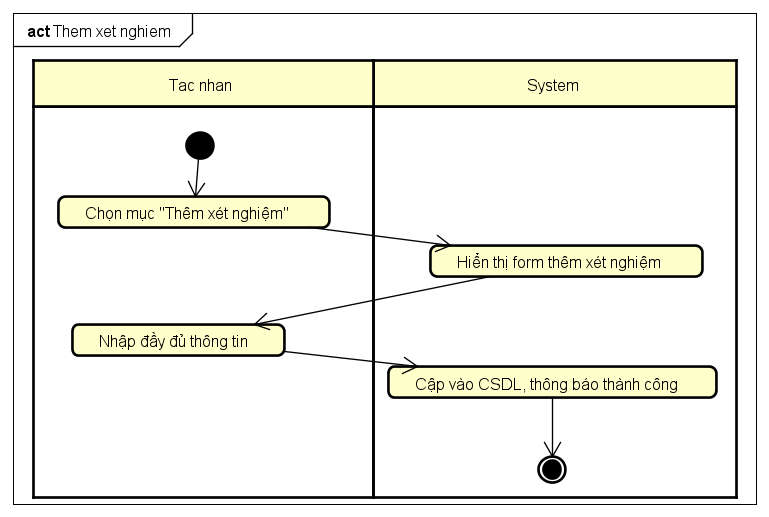 act Them xet nghiem
Tac nhan
System
Chọn mục "Thêm xét nghiệm"
Hiển thị form thêm xét nghiệm
Nhập đầy đủ thông tin
Cập vào CSDL, thông báo thành công